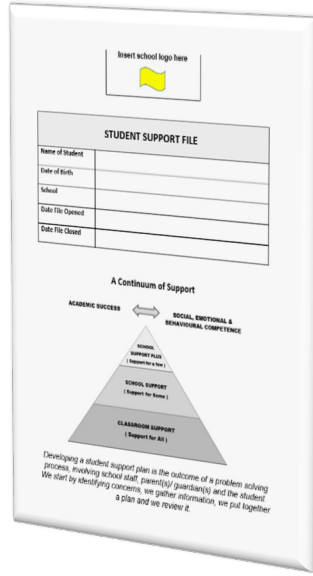 Insert school logo here
STUDENT SUPPORT FILE
Name of Student
Date of Birth
School
Date File Opened
Date File Closed
A Continuum of Support
ACADEMIC SUCCESS
SOCIAL, EMOTIONAL &
BEHAVIOURAL COMPETENCE
SCHOOL
SUPPORT PLUS
( Support for a few )
SCHOOL SUPPORT
( Support for Some )
CLASSROOM SUPPORT
( Support for All )
Developing a student support plan is the outcome of a problem solving
process, involving school staff, parent(s)/ guardian(s) and the student
We start by identifying concerns, we gather information, we put together
a plan and we review it.